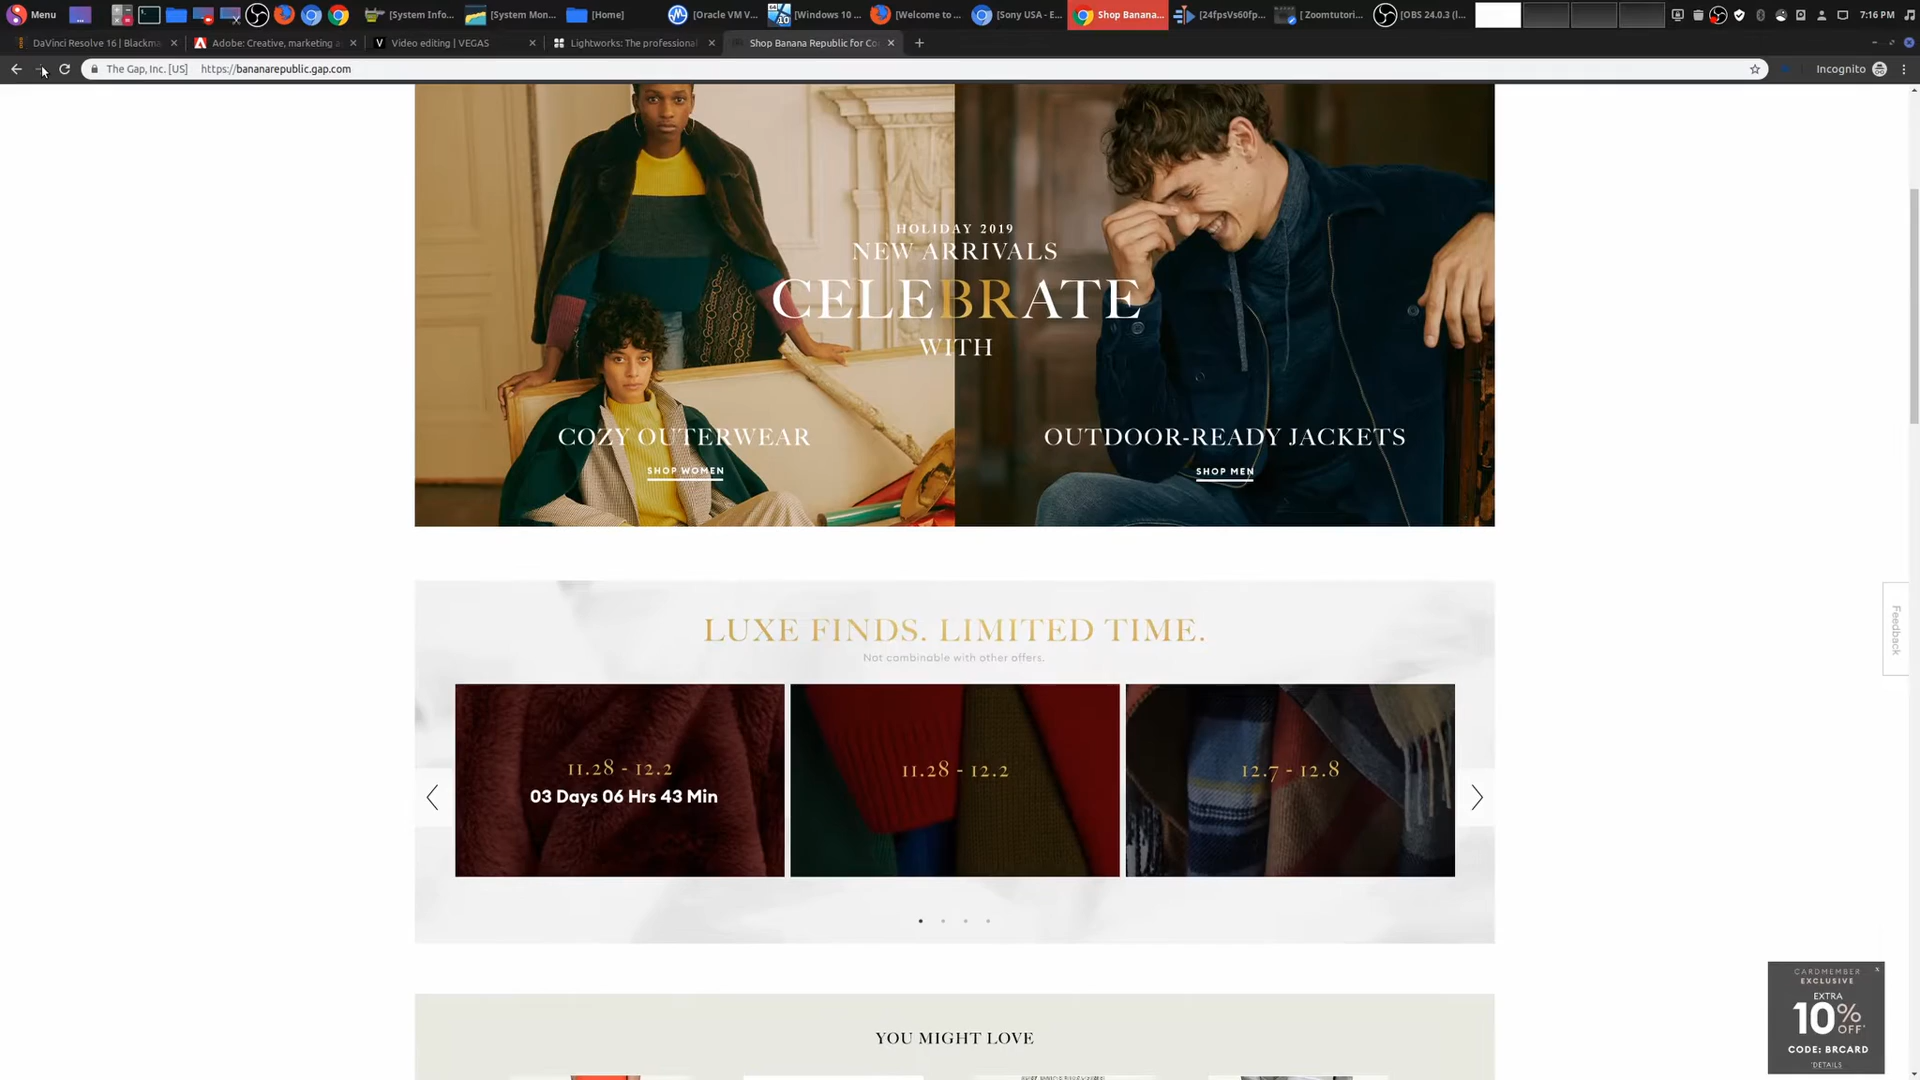 Menu
[System Info...
[System Mon...
[Home]
[Oracle VM V...
[Windows 10 ...
[Welcome to ...
[Sony USA - E...
Shop Banana...
[24fpsVs60fp...
[ Zoomtutori...
[OBS 24.0.3 (l...
7:16 PM
DaVinci Resolve 16 | Blackma
Adobe: Creative, marketing a
Video editing | VEGAS
Lightworks: The professional
Shop Banana Republic for Co
The Gap, Inc. [US]
https://bananarepublic.gap.com
Incognito
HOLIDAY 2019
NEW ARRIVALS
CELEBRATE
WITH
COZY OUTERWEAR
SHOP WOMEN
OUTDOOR-READY JACKETS
SHOP MEN
LUXE FINDS. LIMITED TIME.
Not combinable with other offers.
11.28 - 12.2
03 Days 06 Hrs 43 Min
11.28 - 12.2
12.7 - 12.8
Feedback
YOU MIGHT LOVE
CARDMEMBER
EXCLUSIVE
x
EXTRA
10% OFF*
CODE: BRCARD
DETAILS